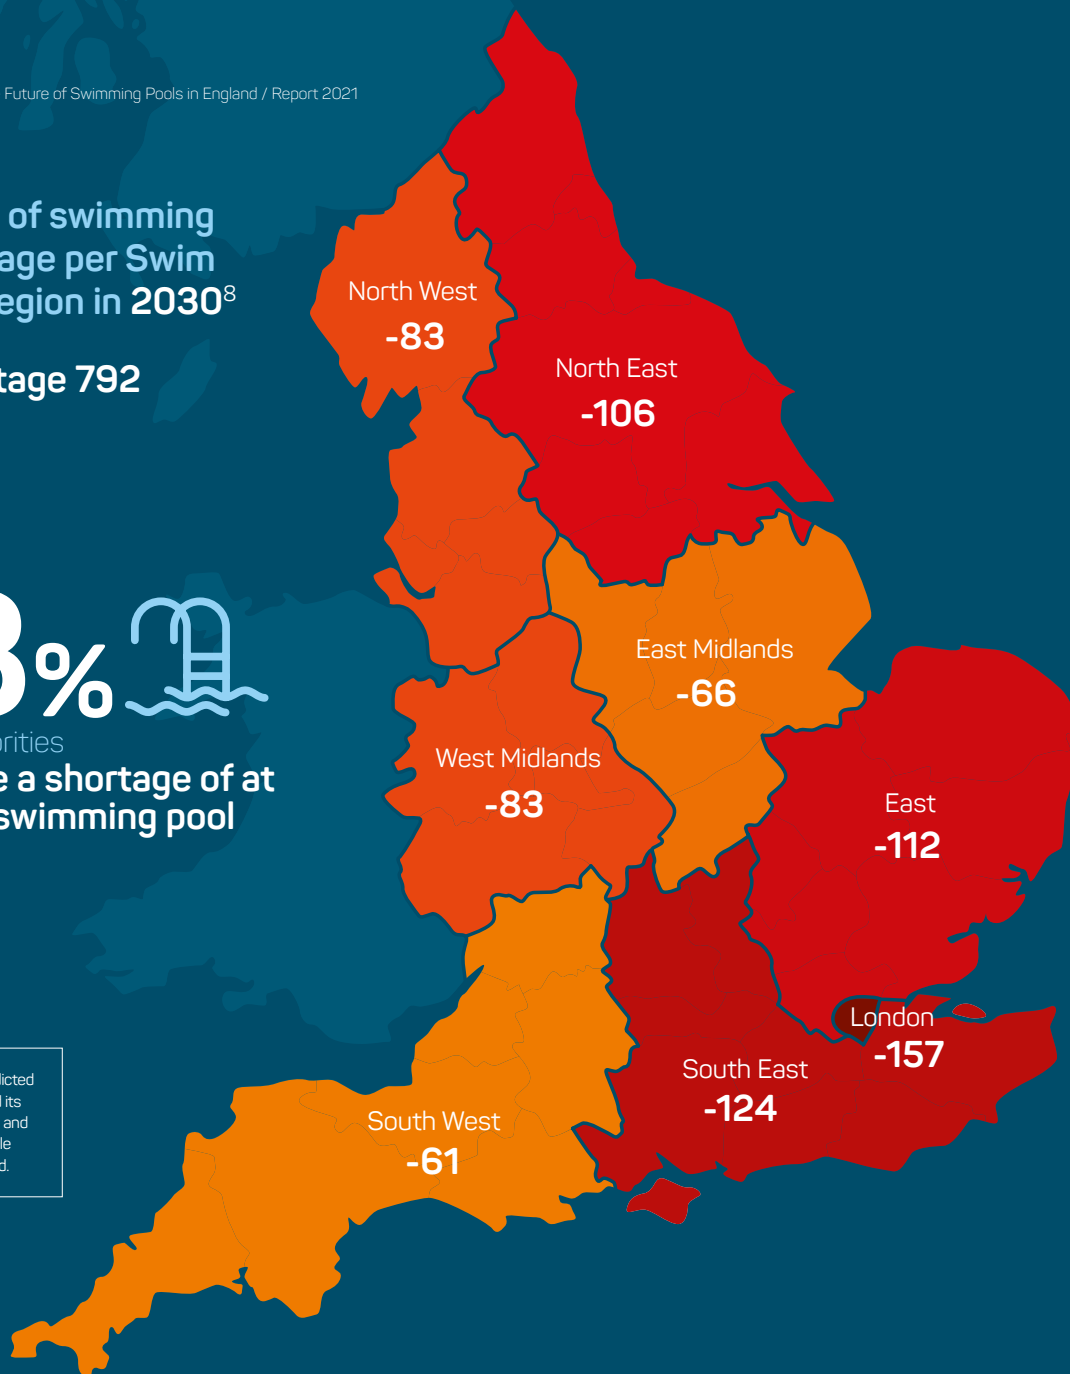 Future of Swimming Pools in England / Report 2021
of swimming
age per Swim
egion in 2030⁸
tage 792
North West
-83
North East
-106
East Midlands
-66
%
orities
e a shortage of at
swimming pool
West Midlands
-83
East
-112
London
-157
South East
-124
South West
-61
licted
l its
and
le
d.